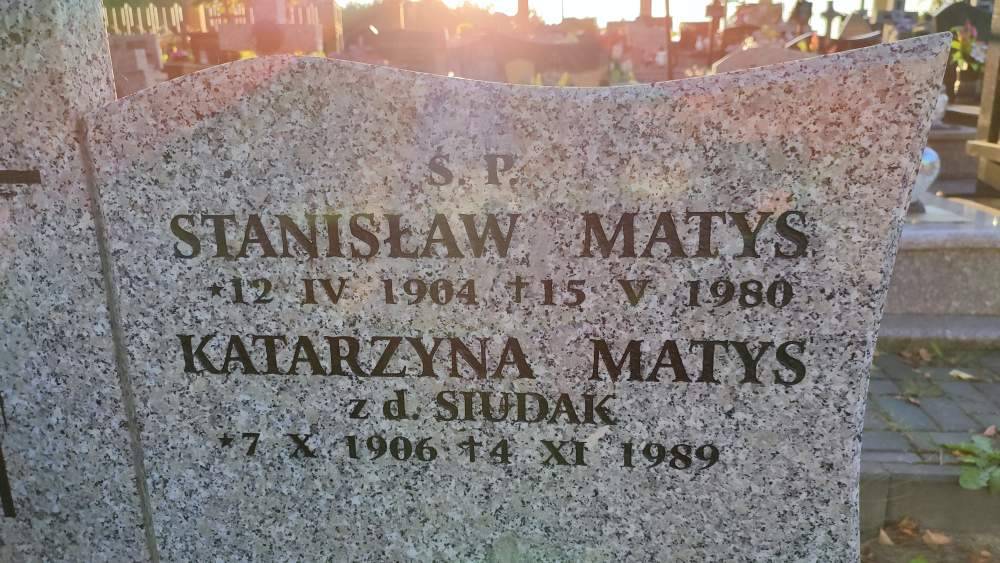 Ś. P.
STANISŁAW MATYS
*12 IV 1904 †15 V 1980
KATARZYNA MATYS
z d. SIUDAK
*7 X 1906 †4 XI 1989